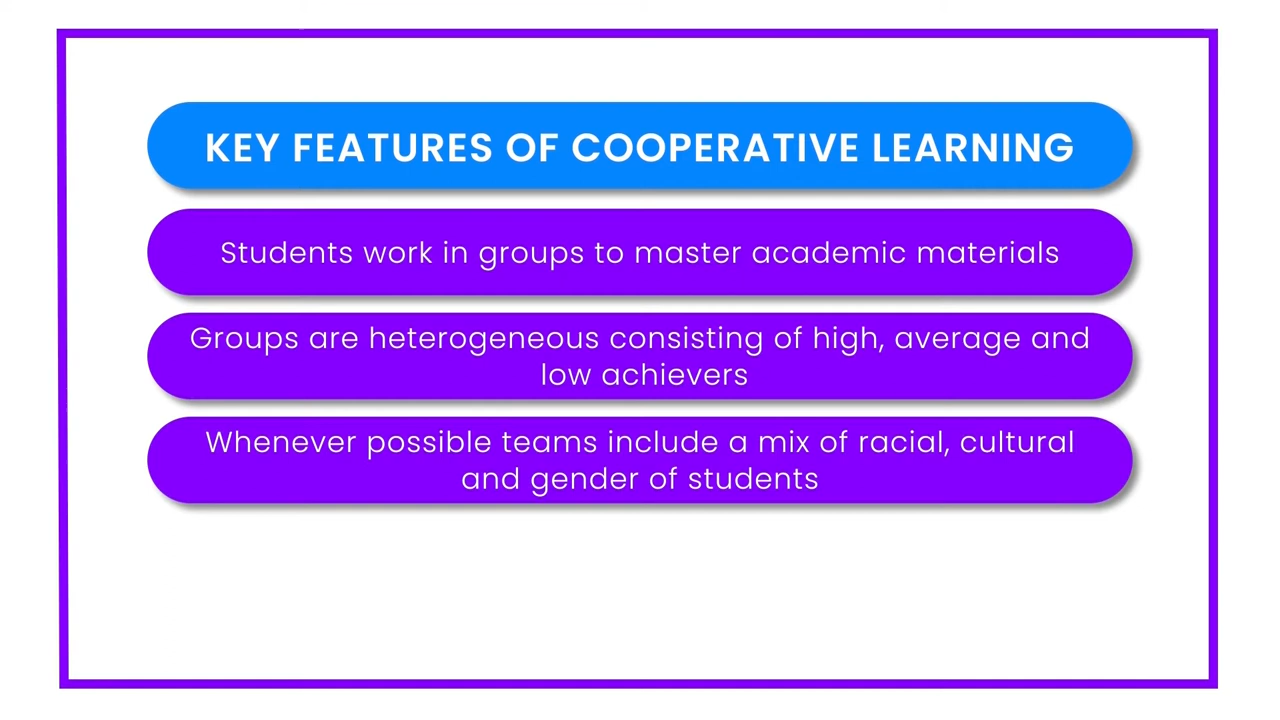 KEY FEATURES OF COOPERATIVE LEARNING
Students work in groups to master academic materials
Groups are heterogeneous consisting of high, average and
low achievers
Whenever possible teams include a mix of racial, cultural
and gender of students